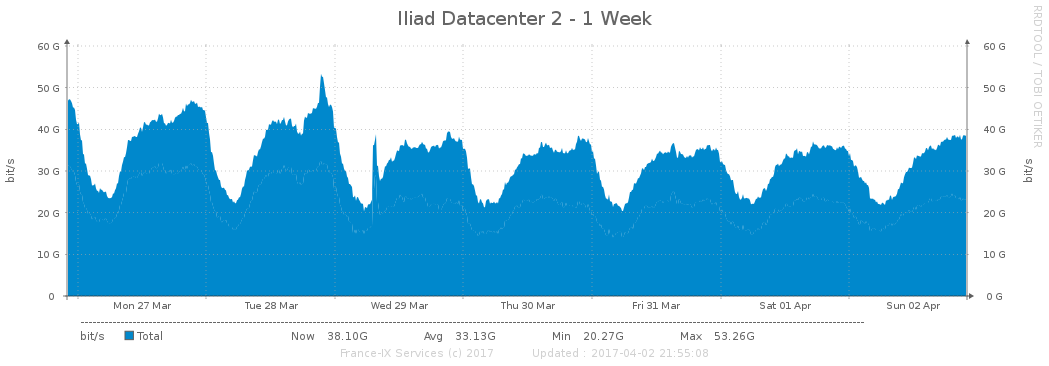 Iliad Datacenter 2 - 1 Week
RRDTOOL / TOBI OETIKER
60 G 60 G
50 G 50 G
40 G 40 G
30 G 30 G
20 G 20 G
10 G 10 G
0 0 G
bit/s
bit/s
Mon 27 Mar Tue 28 Mar Wed 29 Mar Thu 30 Mar Fri 31 Mar Sat 01 Apr Sun 02 Apr
bit/s Total Now 38.10G Avg 33.13G Min 20.27G Max 53.26G
France-IX Services (c) 2017 Updated : 2017-04-02 21:55:08